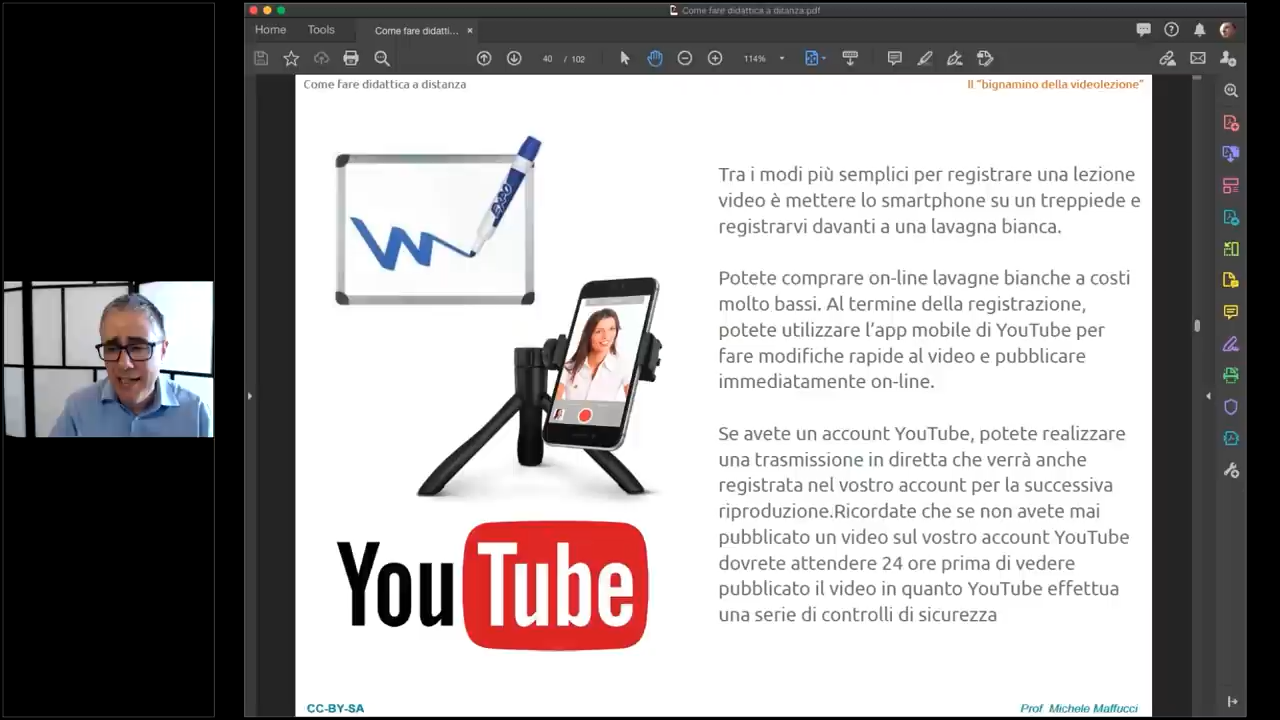 Come fare didattica a ditanza.pdf
Home
Tools
Come fare didatti...
40 / 102
114%
Come fare didattica a distanza
Il "bignamino della videolezione"
EXPO
YouTube
Tra i modi più semplici per registrare una lezione
video è mettere lo smartphone su un treppiede e
registrarvi davanti a una lavagna bianca.
Potete comprare on-line lavagne bianche a costi
molto bassi. Al termine della registrazione,
potete utilizzare l'app mobile di YouTube per
fare modifiche rapide al video e pubblicare
immediatamente on-line.
Se avete un account YouTube, potete realizzare
una trasmissione in diretta che verrà anche
registrata nel vostro account per la successiva
riproduzione.Ricordate che se non avete mai
pubblicato un video sul vostro account YouTube
dovrete attendere 24 ore prima di vedere
pubblicato il video in quanto YouTube effettua
una serie di controlli di sicurezza
CC-BY-SA
Prof Michele Maffucci